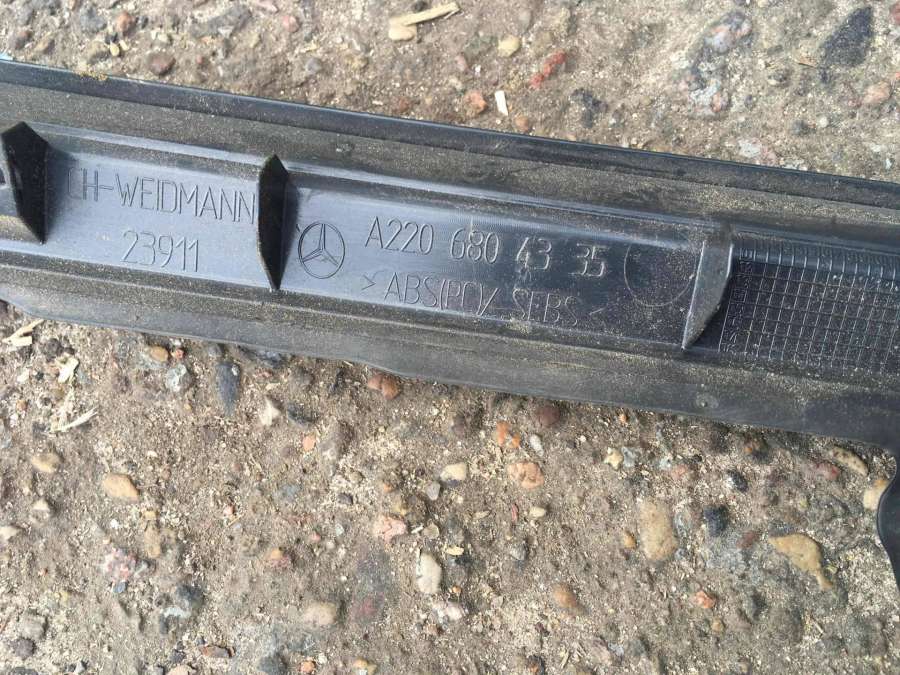 CH-WEIDMANN
23911
A220 680 43 35
> ABS(PC)/ SEBS <